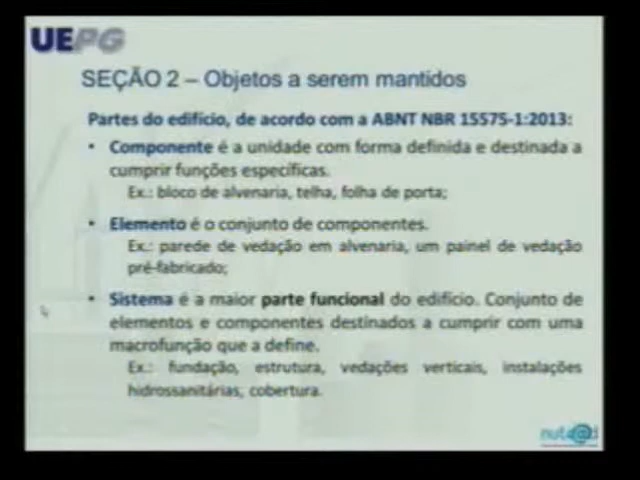 UEPG
SEÇÃO 2 – Objetos a serem mantidos
Partes do edifício, de acordo com a ABNT NBR 15575-1:2013:
• Componente é a unidade com forma definida e destinada a
cumprir funções específicas.
Ex.: bloco de alvenaria, telha, folha de porta;
• Elemento é o conjunto de componentes.
Ex.: parede de vedação em alvenaria, um painel de vedação
pré-fabricado;
• Sistema é a maior parte funcional do edifício. Conjunto de
elementos e componentes destinados a cumprir com uma
macrofunção que a define.
Ex.: fundação, estrutura, vedações verticais, instalações
hidrossanitárias, cobertura.
nute@d